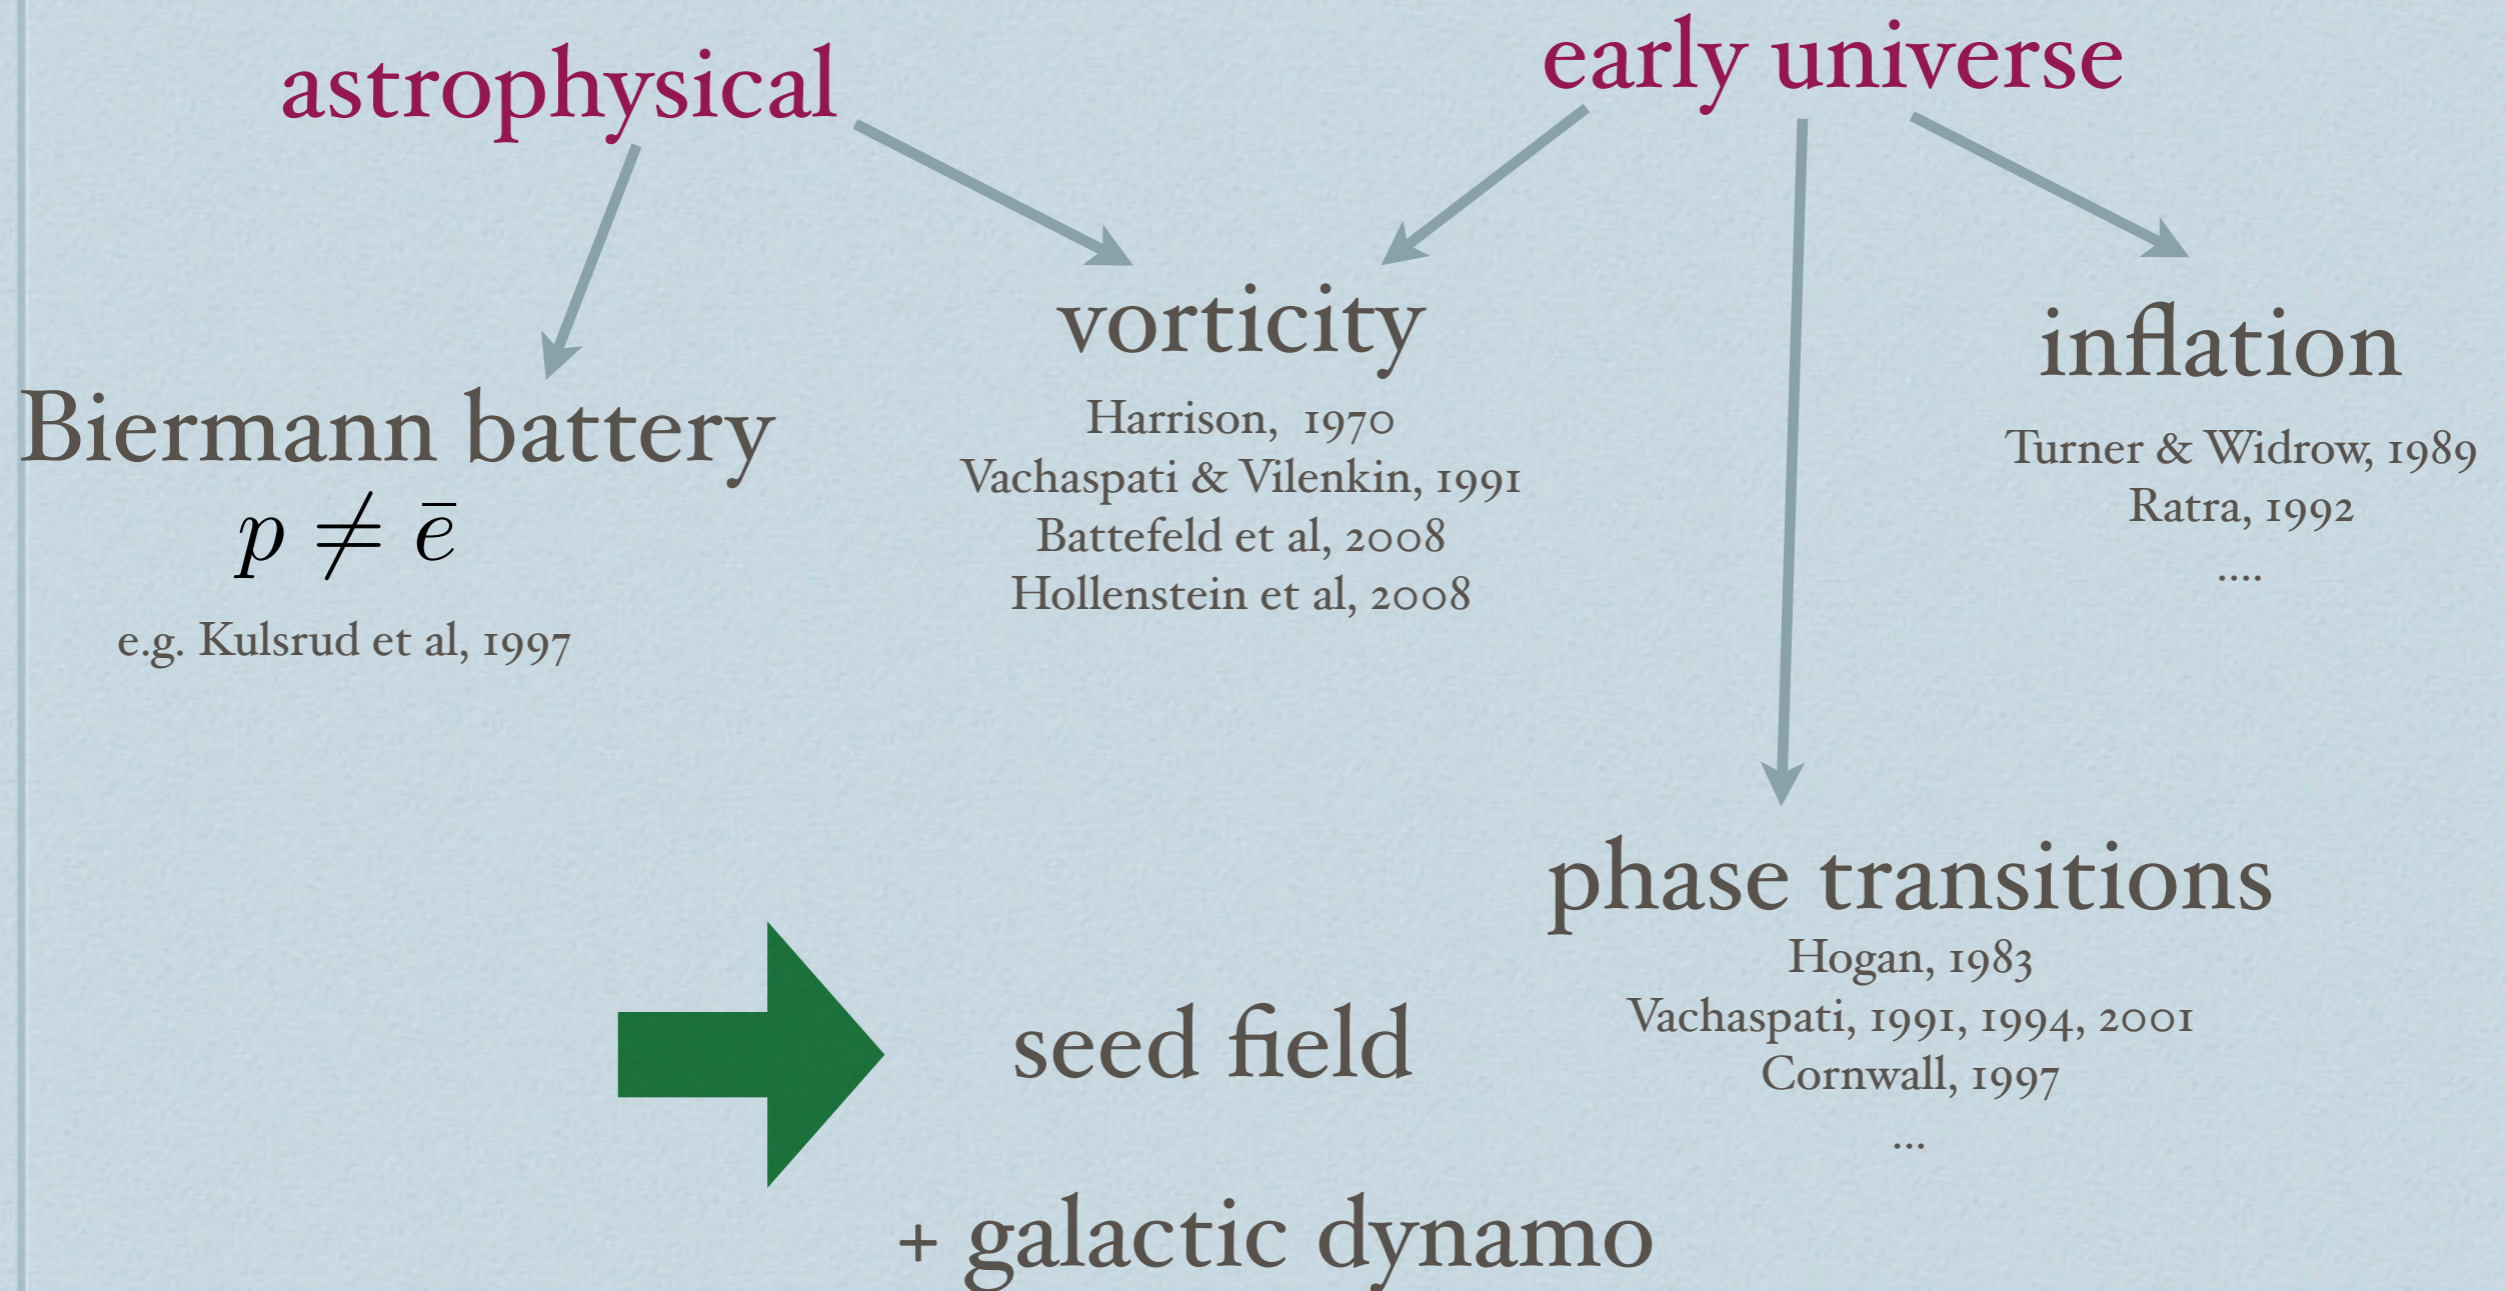 astrophysical
early universe
Biermann battery
p ≠ ē
e.g. Kulsrud et al, 1997
vorticity
Harrison, 1970
Vachaspati & Vilenkin, 1991
Battefeld et al, 2008
Hollenstein et al, 2008
inflation
Turner & Widrow, 1989
Ratra, 1992
....
phase transitions
Hogan, 1983
Vachaspati, 1991, 1994, 2001
Cornwall, 1997
...
seed field
+ galactic dynamo